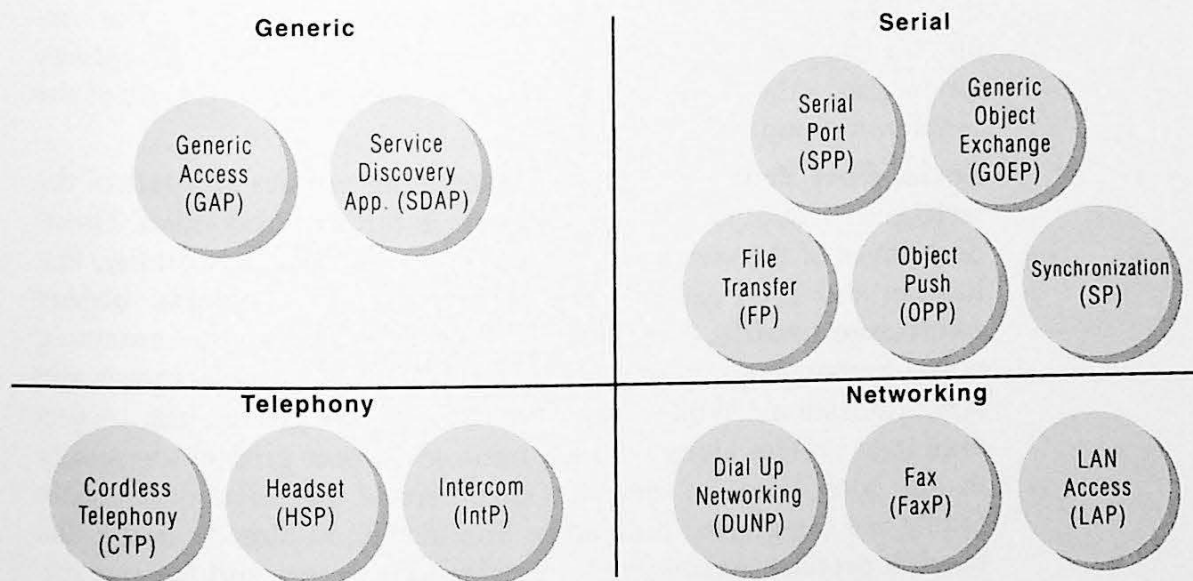 Generic
Generic
Access
(GAP)
Service
Discovery
App. (SDAP)
Serial
Serial
Port
(SPP)
Generic
Object
Exchange
(GOEP)
File
Transfer
(FP)
Object
Push
(OPP)
Synchronization
(SP)
Telephony
Cordless
Telephony
(CTP)
Headset
(HSP)
Intercom
(IntP)
Networking
Dial Up
Networking
(DUNP)
Fax
(FaxP)
LAN
Access
(LAP)